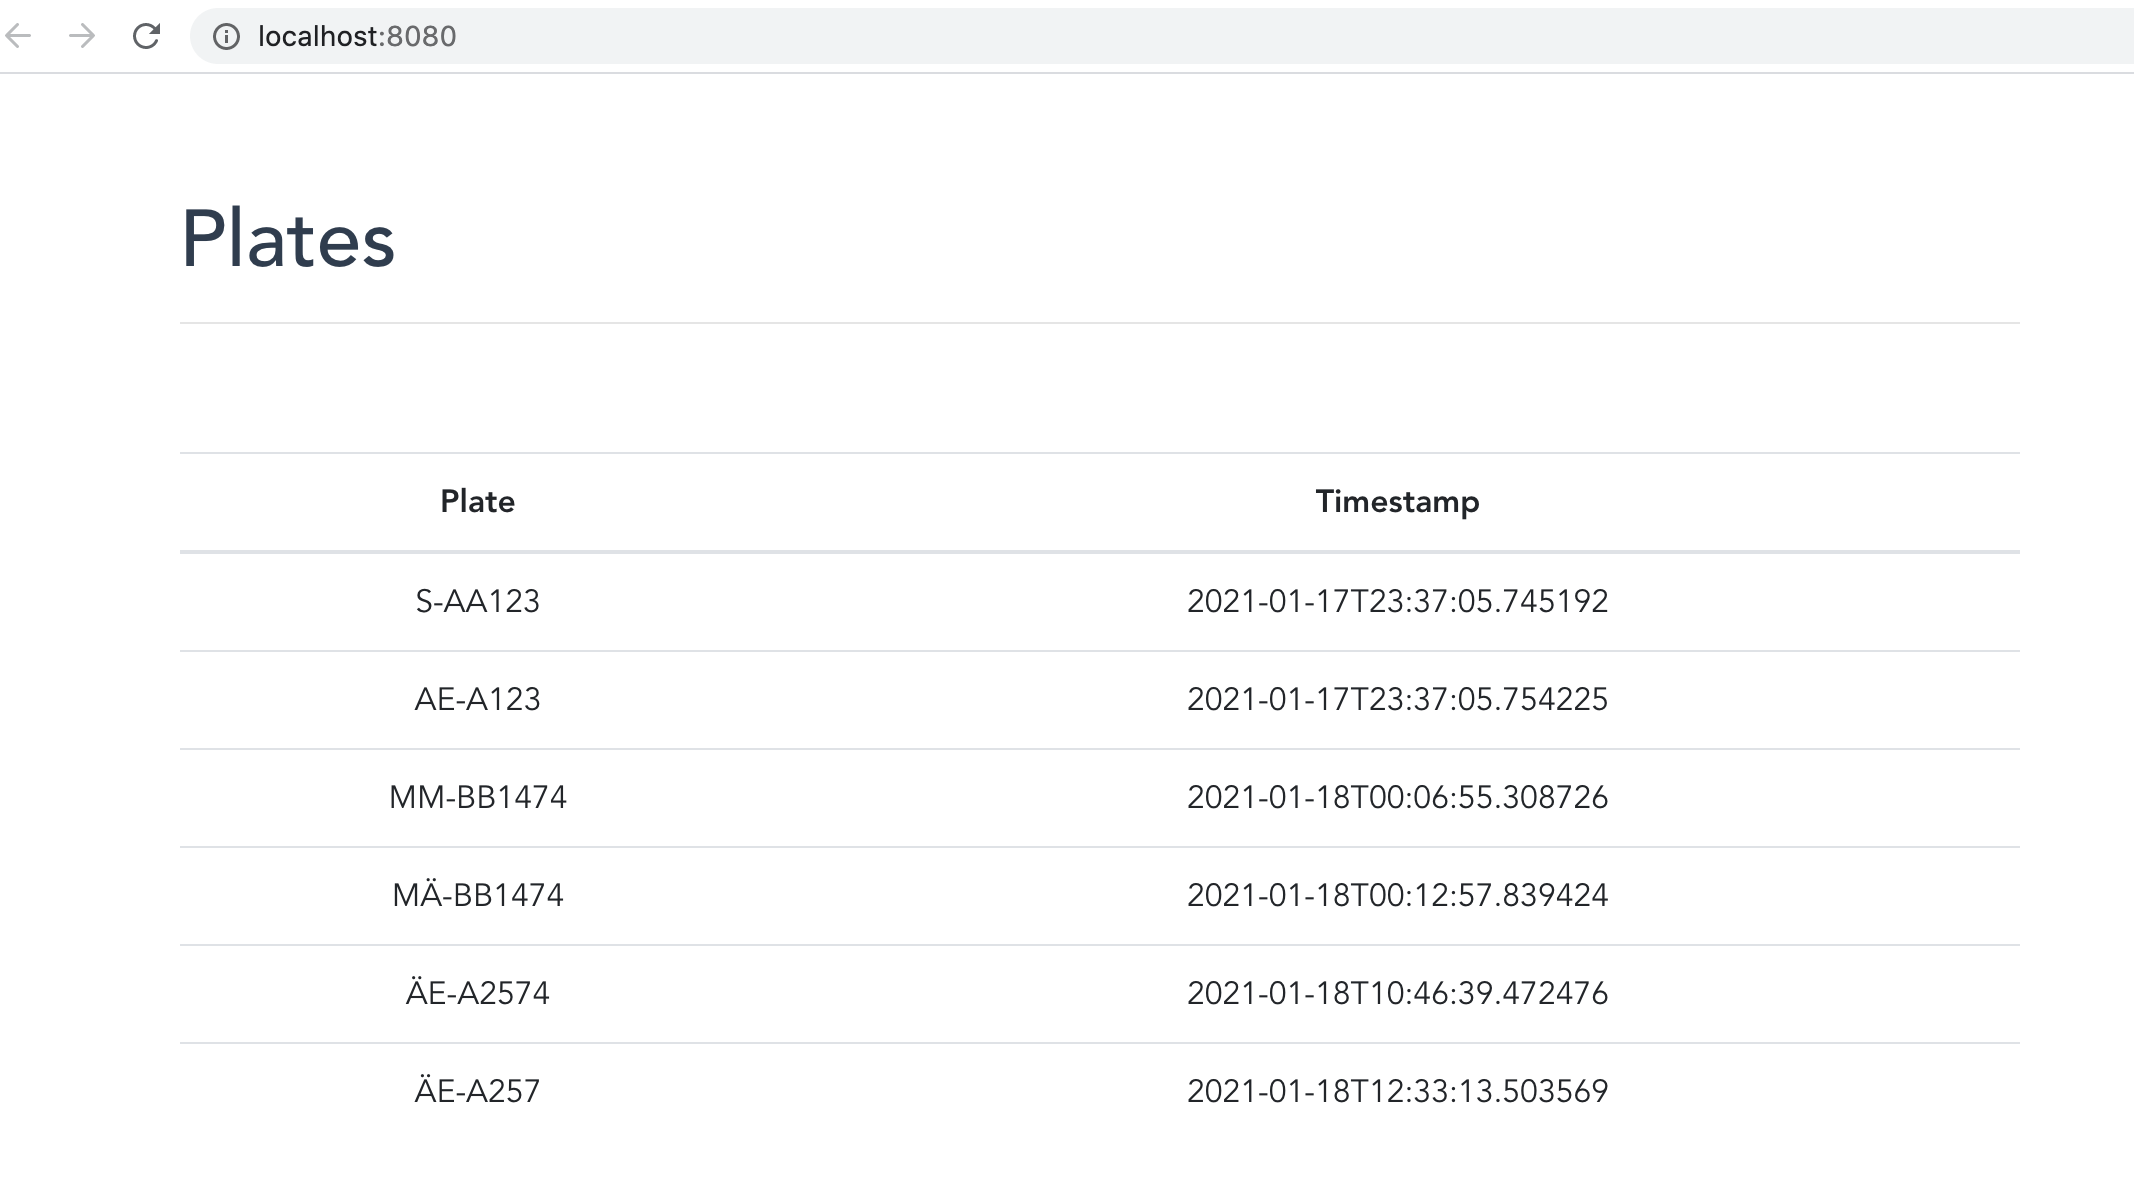 localhost:8080
Plates
Plate Timestamp
S-AA123 2021-01-17T23:37:05.745192
AE-A123 2021-01-17T23:37:05.754225
MM-BB1474 2021-01-18T00:06:55.308726
MÄ-BB1474 2021-01-18T00:12:57.839424
ÄE-A2574 2021-01-18T10:46:39.472476
ÄE-A257 2021-01-18T12:33:13.503569